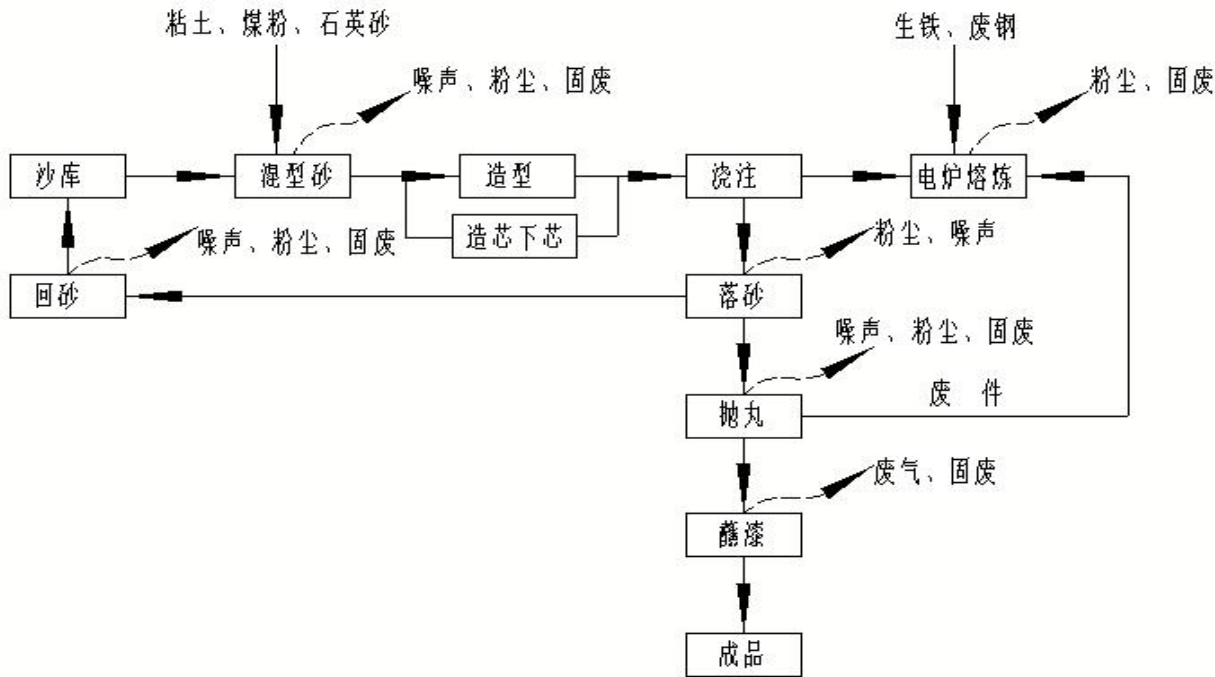 粘土、煤粉、石英砂
生铁、废钢
噪声、粉尘、固废
粉尘、固废
沙库
混型砂
造型
浇注
电炉熔炼
造芯下芯
噪声、粉尘、固废
粉尘、噪声
回砂
落砂
噪声、粉尘、固废
抛丸
废 件
废气、固废
蘸漆
成品